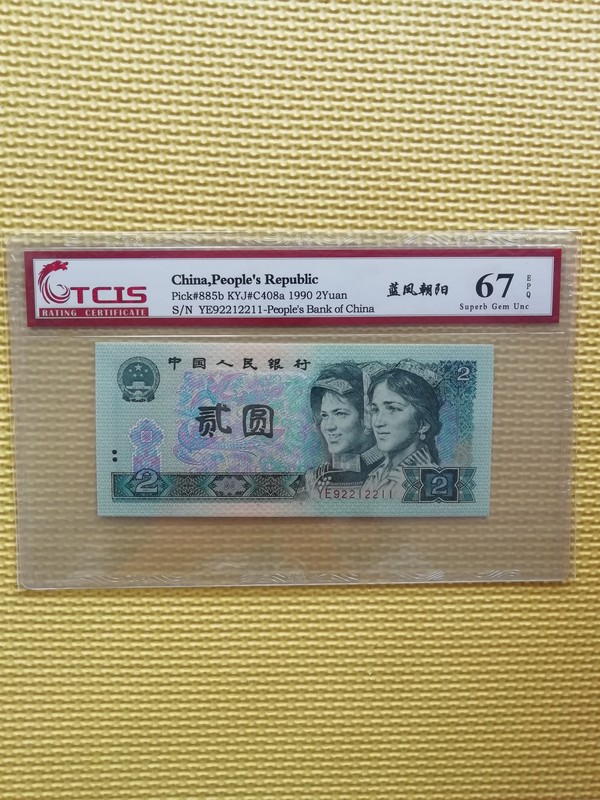 TCIS
RATING CERTIFICATE
China,People's Republic
Pick#885b KYJ#C408a 1990 2Yuan
S/N YE92212211-People's Bank of China
蓝凤朝阳
67 EPQ
Superb Gem Unc
中国人民银行
2
贰圆
2
YE92212211
2